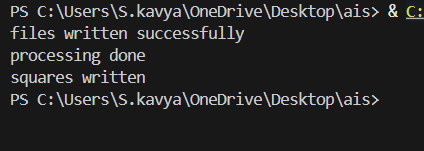 PS C:\Users\S.kavya\OneDrive\Desktop\ais> & C:
files written successfully
processing done
squares written
PS C:\Users\S.kavya\OneDrive\Desktop\ais>